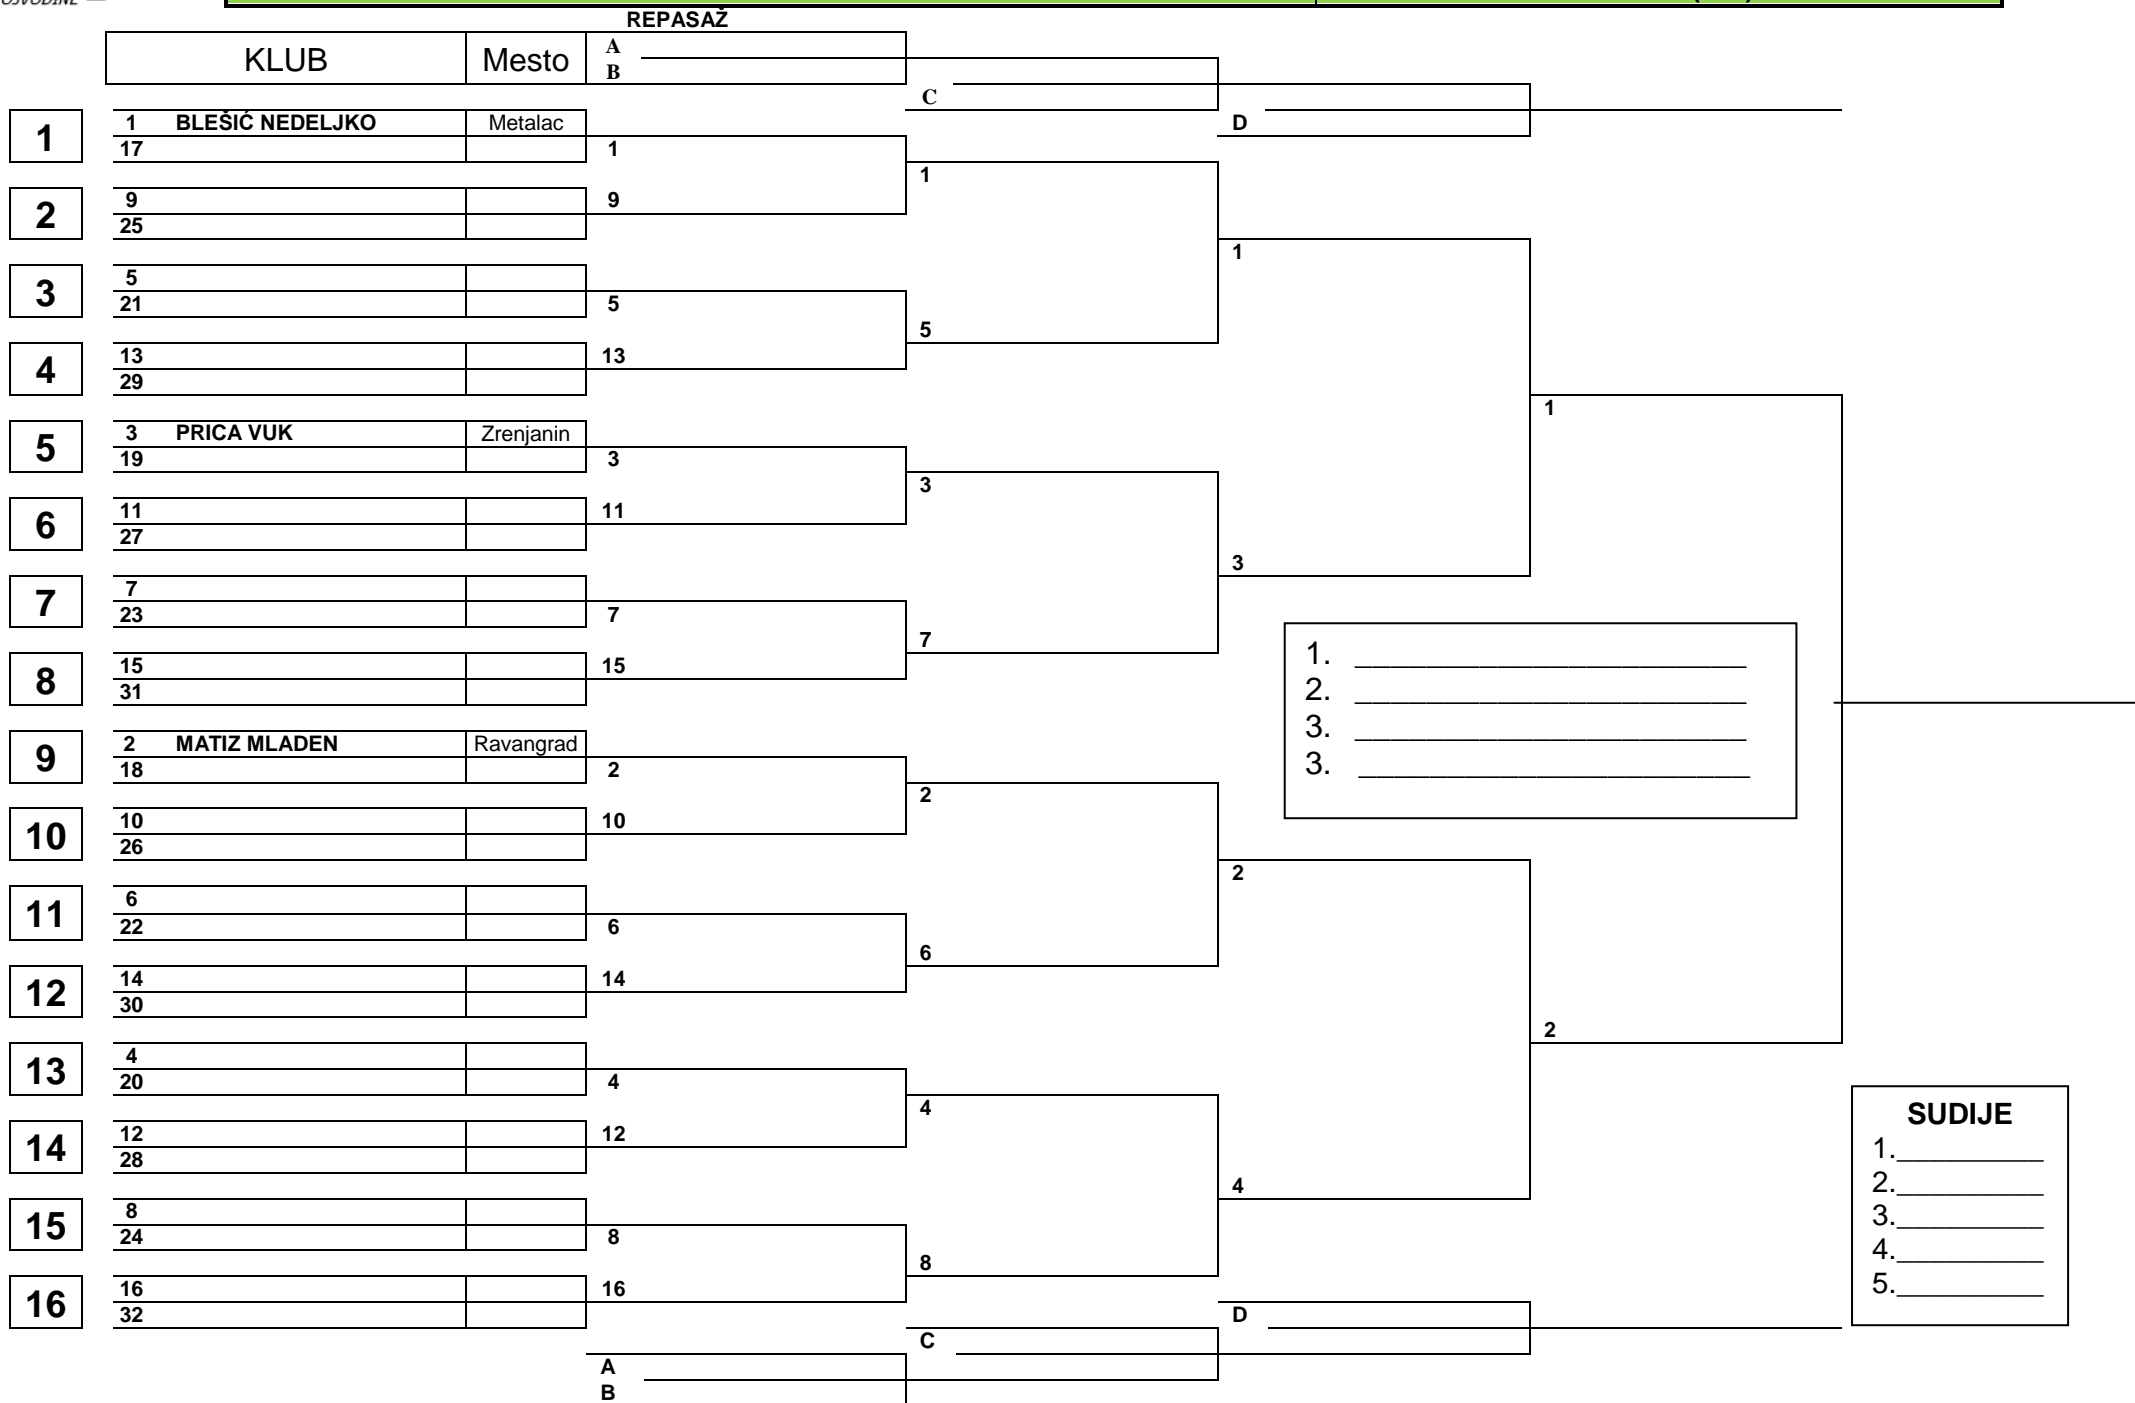 REPASAŽ
KLUB Mesto A
B
C
D
1 1 BLEŠIĆ NEDELJKO Metalac
17 1
1
2 9 9
25
1
3 5
21 5
5
4 13 13
29
1
5 3 PRICA VUK Zrenjanin
19 3
3
6 11 11
27
3
7 7
23 7
7
8 15 15
31
1. ________________________
2. ________________________
3. ________________________
3. ________________________
9 2 MATIZ MLADEN Ravangrad
18 2
2
10 10 10
26
2
11 6
22 6
6
12 14 14
30
2
13 4
20 4
4
14 12 12
28
4
15 8
24 8
8
16 16 16
32
D
C
A
B
SUDIJE
1._________
2._________
3._________
4._________
5._________